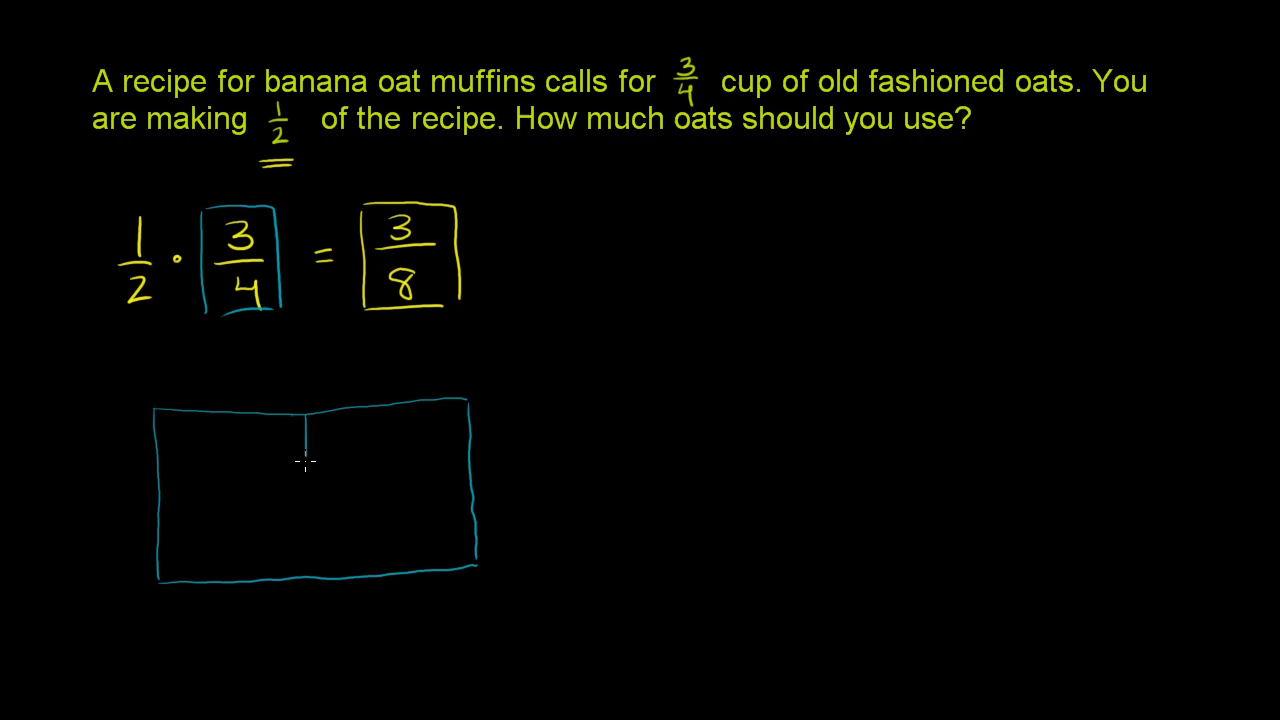 A recipe for banana oat muffins calls for 3/4 cup of old fashioned oats. You
are making 1/2 of the recipe. How much oats should you use?
1/2 · 3/4 = 3/8